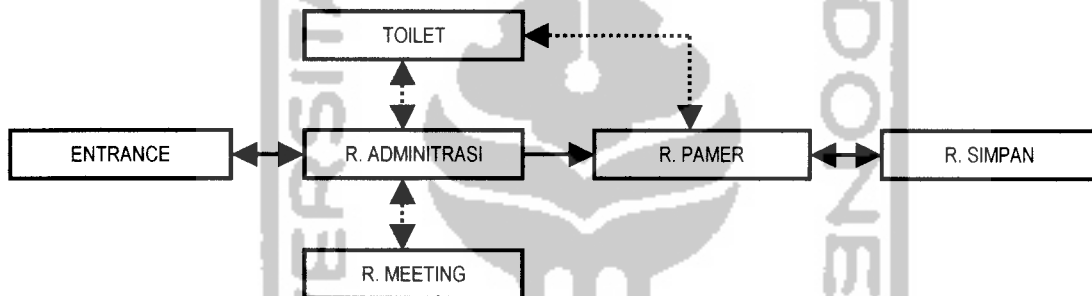 TOILET
ENTRANCE
R. ADMINITRASI
R. PAMER
R. SIMPAN
R. MEETING